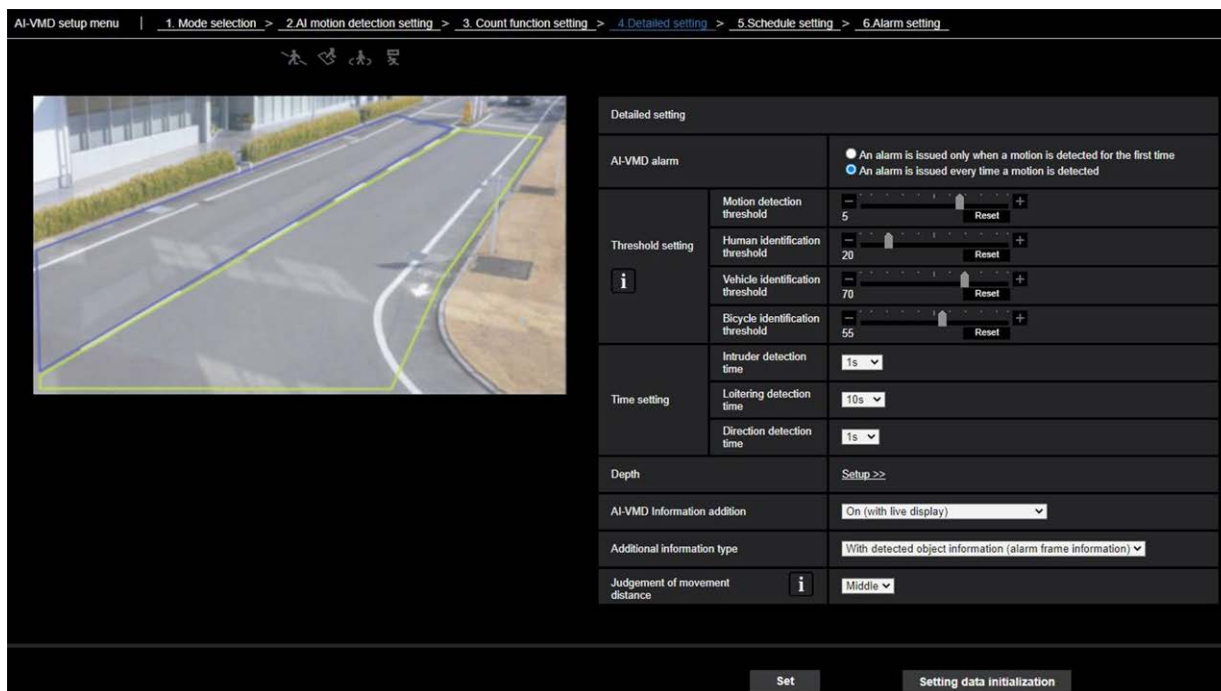 AI-VMD setup menu | 1. Mode selection > 2.AI motion detection setting > 3. Count function setting > 4.Detailed setting > 5.Schedule setting > 6.Alarm setting
Detailed setting
AI-VMD alarm
An alarm is issued only when a motion is detected for the first time
An alarm is issued every time a motion is detected
Threshold setting
i
Motion detection
threshold
5
Reset
Human identification
threshold
20
Reset
Vehicle identification
threshold
70
Reset
Bicycle identification
threshold
55
Reset
Time setting
Intruder detection
time
1s
Loitering detection
time
10s
Direction detection
time
1s
Depth
Setup >>
AI-VMD Information addition
On (with live display)
Additional information type
With detected object information (alarm frame information)
Judgement of movement
distance
i
Middle
Set
Setting data initialization